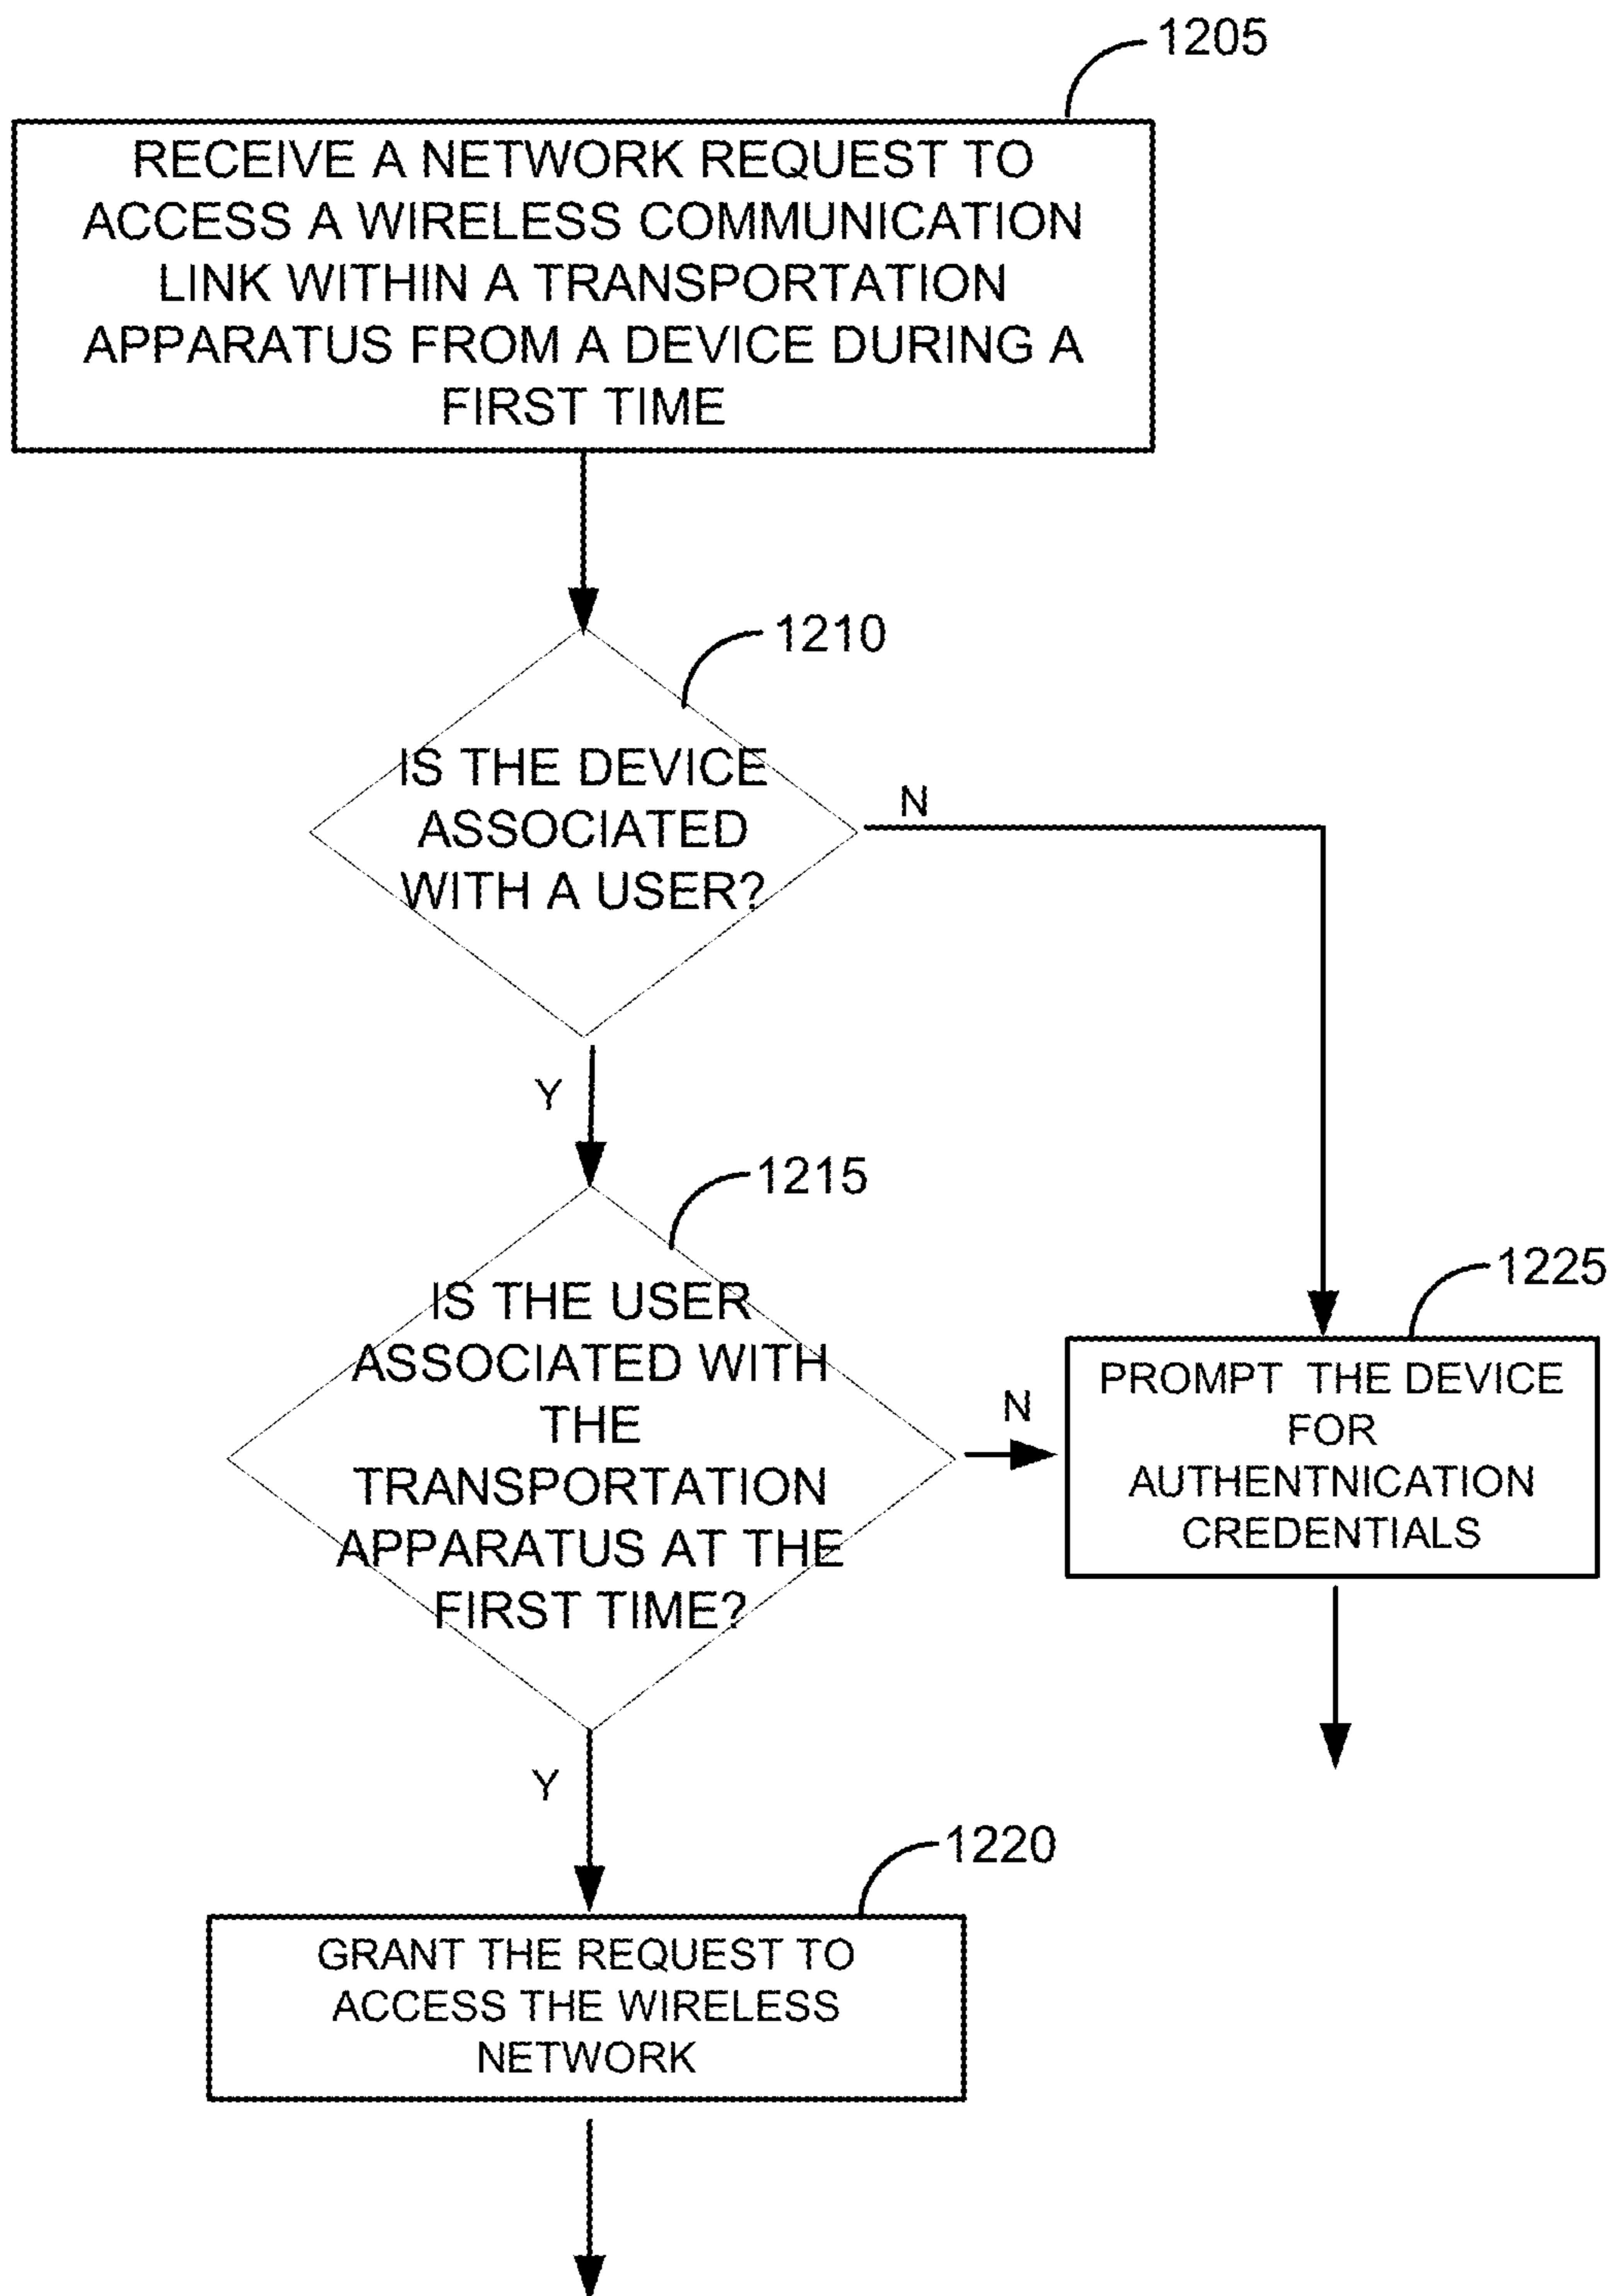 1205
RECEIVE A NETWORK REQUEST TO
ACCESS A WIRELESS COMMUNICATION
LINK WITHIN A TRANSPORTATION
APPARATUS FROM A DEVICE DURING A
FIRST TIME
1210
IS THE DEVICE
ASSOCIATED
WITH A USER?
N
Y
1215
IS THE USER
ASSOCIATED WITH
THE
TRANSPORTATION
APPARATUS AT THE
FIRST TIME?
N
1225
PROMPT THE DEVICE
FOR
AUTHENTNICATION
CREDENTIALS
Y
1220
GRANT THE REQUEST TO
ACCESS THE WIRELESS
NETWORK